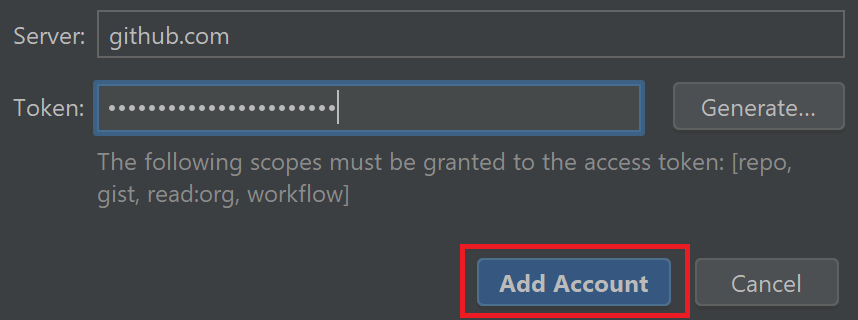 Server: github.com
Token: ••••••••••••••••••••••• Generate...
The following scopes must be granted to the access token: [repo,
gist, read:org, workflow]
Add Account Cancel